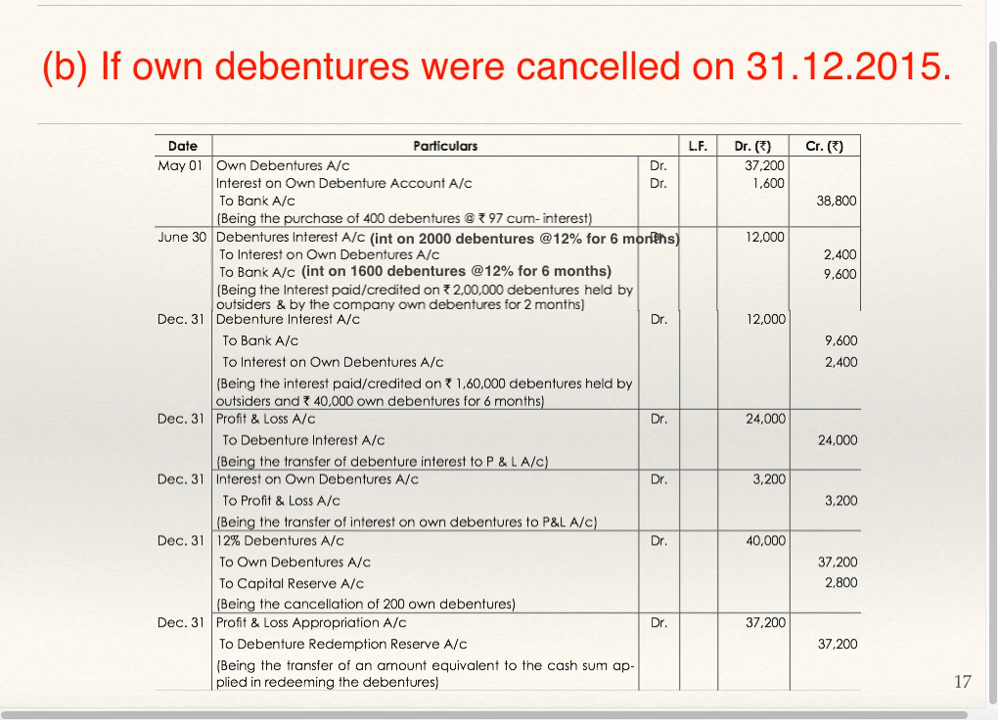 (b) If own debentures were cancelled on 31.12.2015.
Date Particulars L.F. Dr. (₹) Cr. (₹)
May 01 Own Debentures A/c Dr. 37,200
Interest on Own Debenture Account A/c Dr. 1,600
To Bank A/c 38,800
(Being the purchase of 400 debentures @ ₹ 97 cum- interest)
June 30 Debentures Interest A/c (int on 2000 debentures @12% for 6 months) Dr. 12,000
To Interest on Own Debentures A/c 2,400
To Bank A/c (int on 1600 debentures @12% for 6 months) 9,600
(Being the Interest paid/credited on ₹ 2,00,000 debentures held by
outsiders & by the company own debentures for 2 months)
Dec. 31 Debenture Interest A/c Dr. 12,000
To Bank A/c 9,600
To Interest on Own Debentures A/c 2,400
(Being the interest paid/credited on ₹ 1,60,000 debentures held by
outsiders and ₹ 40,000 own debentures for 6 months)
Dec. 31 Profit & Loss A/c Dr. 24,000
To Debenture Interest A/c 24,000
(Being the transfer of debenture interest to P & L A/c)
Dec. 31 Interest on Own Debentures A/c Dr. 3,200
To Profit & Loss A/c 3,200
(Being the transfer of interest on own debentures to P&L A/c)
Dec. 31 12% Debentures A/c Dr. 40,000
To Own Debentures A/c 37,200
To Capital Reserve A/c 2,800
(Being the cancellation of 200 own debentures)
Dec. 31 Profit & Loss Appropriation A/c Dr. 37,200
To Debenture Redemption Reserve A/c 37,200
(Being the transfer of an amount equivalent to the cash sum ap-
plied in redeeming the debentures)
17